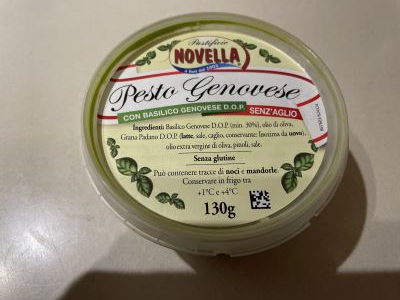 Pastificio
NOVELLA
Pesto Genovese
CON BASILICO GENOVESE D.O.P.
SENZ'AGLIO
Ingredienti: Basilico Genovese D.O.P. (min. 30%), olio di oliva,
Grana Padano D.O.P. (latte, sale, caglio, conservante: lisozima da uovo),
olio extra vergine di oliva, pinoli, sale.
Senza glutine
Può contenere tracce di noci e mandorle.
Conservare in frigo tra
+1°C e +4°C
130g